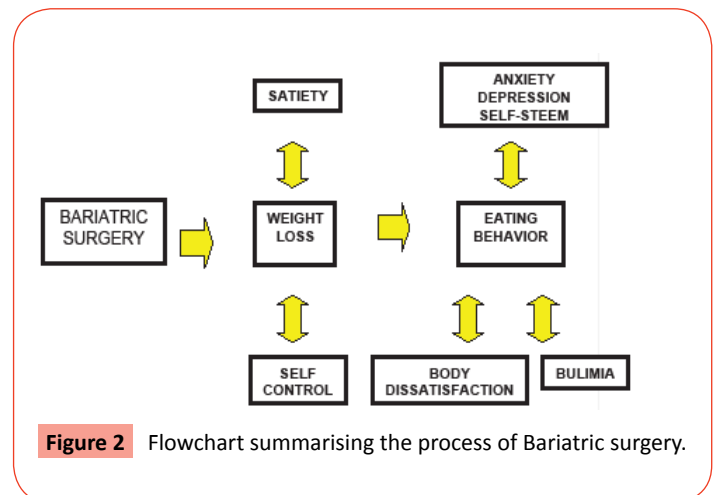 SATIETY
ANXIETY
DEPRESSION
SELF-STEEM
BARIATRIC
SURGERY
WEIGHT
LOSS
EATING
BEHAVIOR
SELF
CONTROL
BODY
DISSATISFACTION
BULIMIA
Figure 2 Flowchart summarising the process of Bariatric surgery.